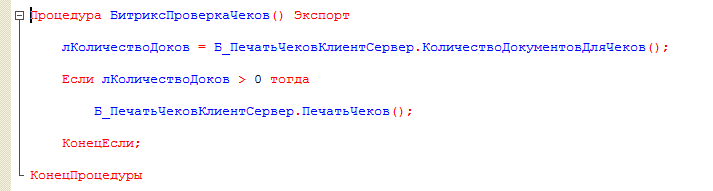 Процедура БитриксПроверкаЧеков() Экспорт
лКоличествоДоков = Б_ПечатьЧековКлиентСервер.КоличествоДокументовДляЧеков();
Если лКоличествоДоков > 0 тогда
Б_ПечатьЧековКлиентСервер.ПечатьЧеков();
КонецЕсли;
КонецПроцедуры